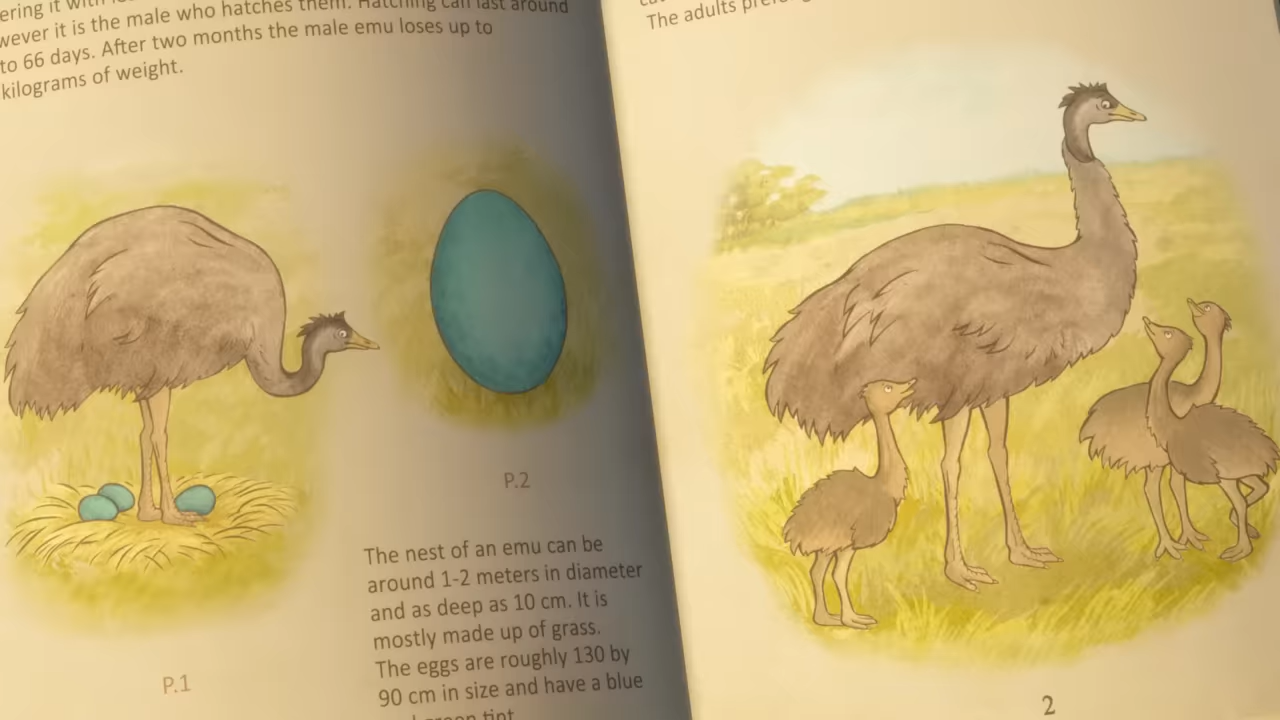 it with
it is the male who hatches them. Hatching can last around
to 66 days. After two months the male emu loses up to
kilograms of weight.
P.1
P.2
The nest of an emu can be
around 1-2 meters in diameter
and as deep as 10 cm. It is
mostly made up of grass.
The eggs are roughly 130 by
90 cm in size and have a blue
tint
The adults
2